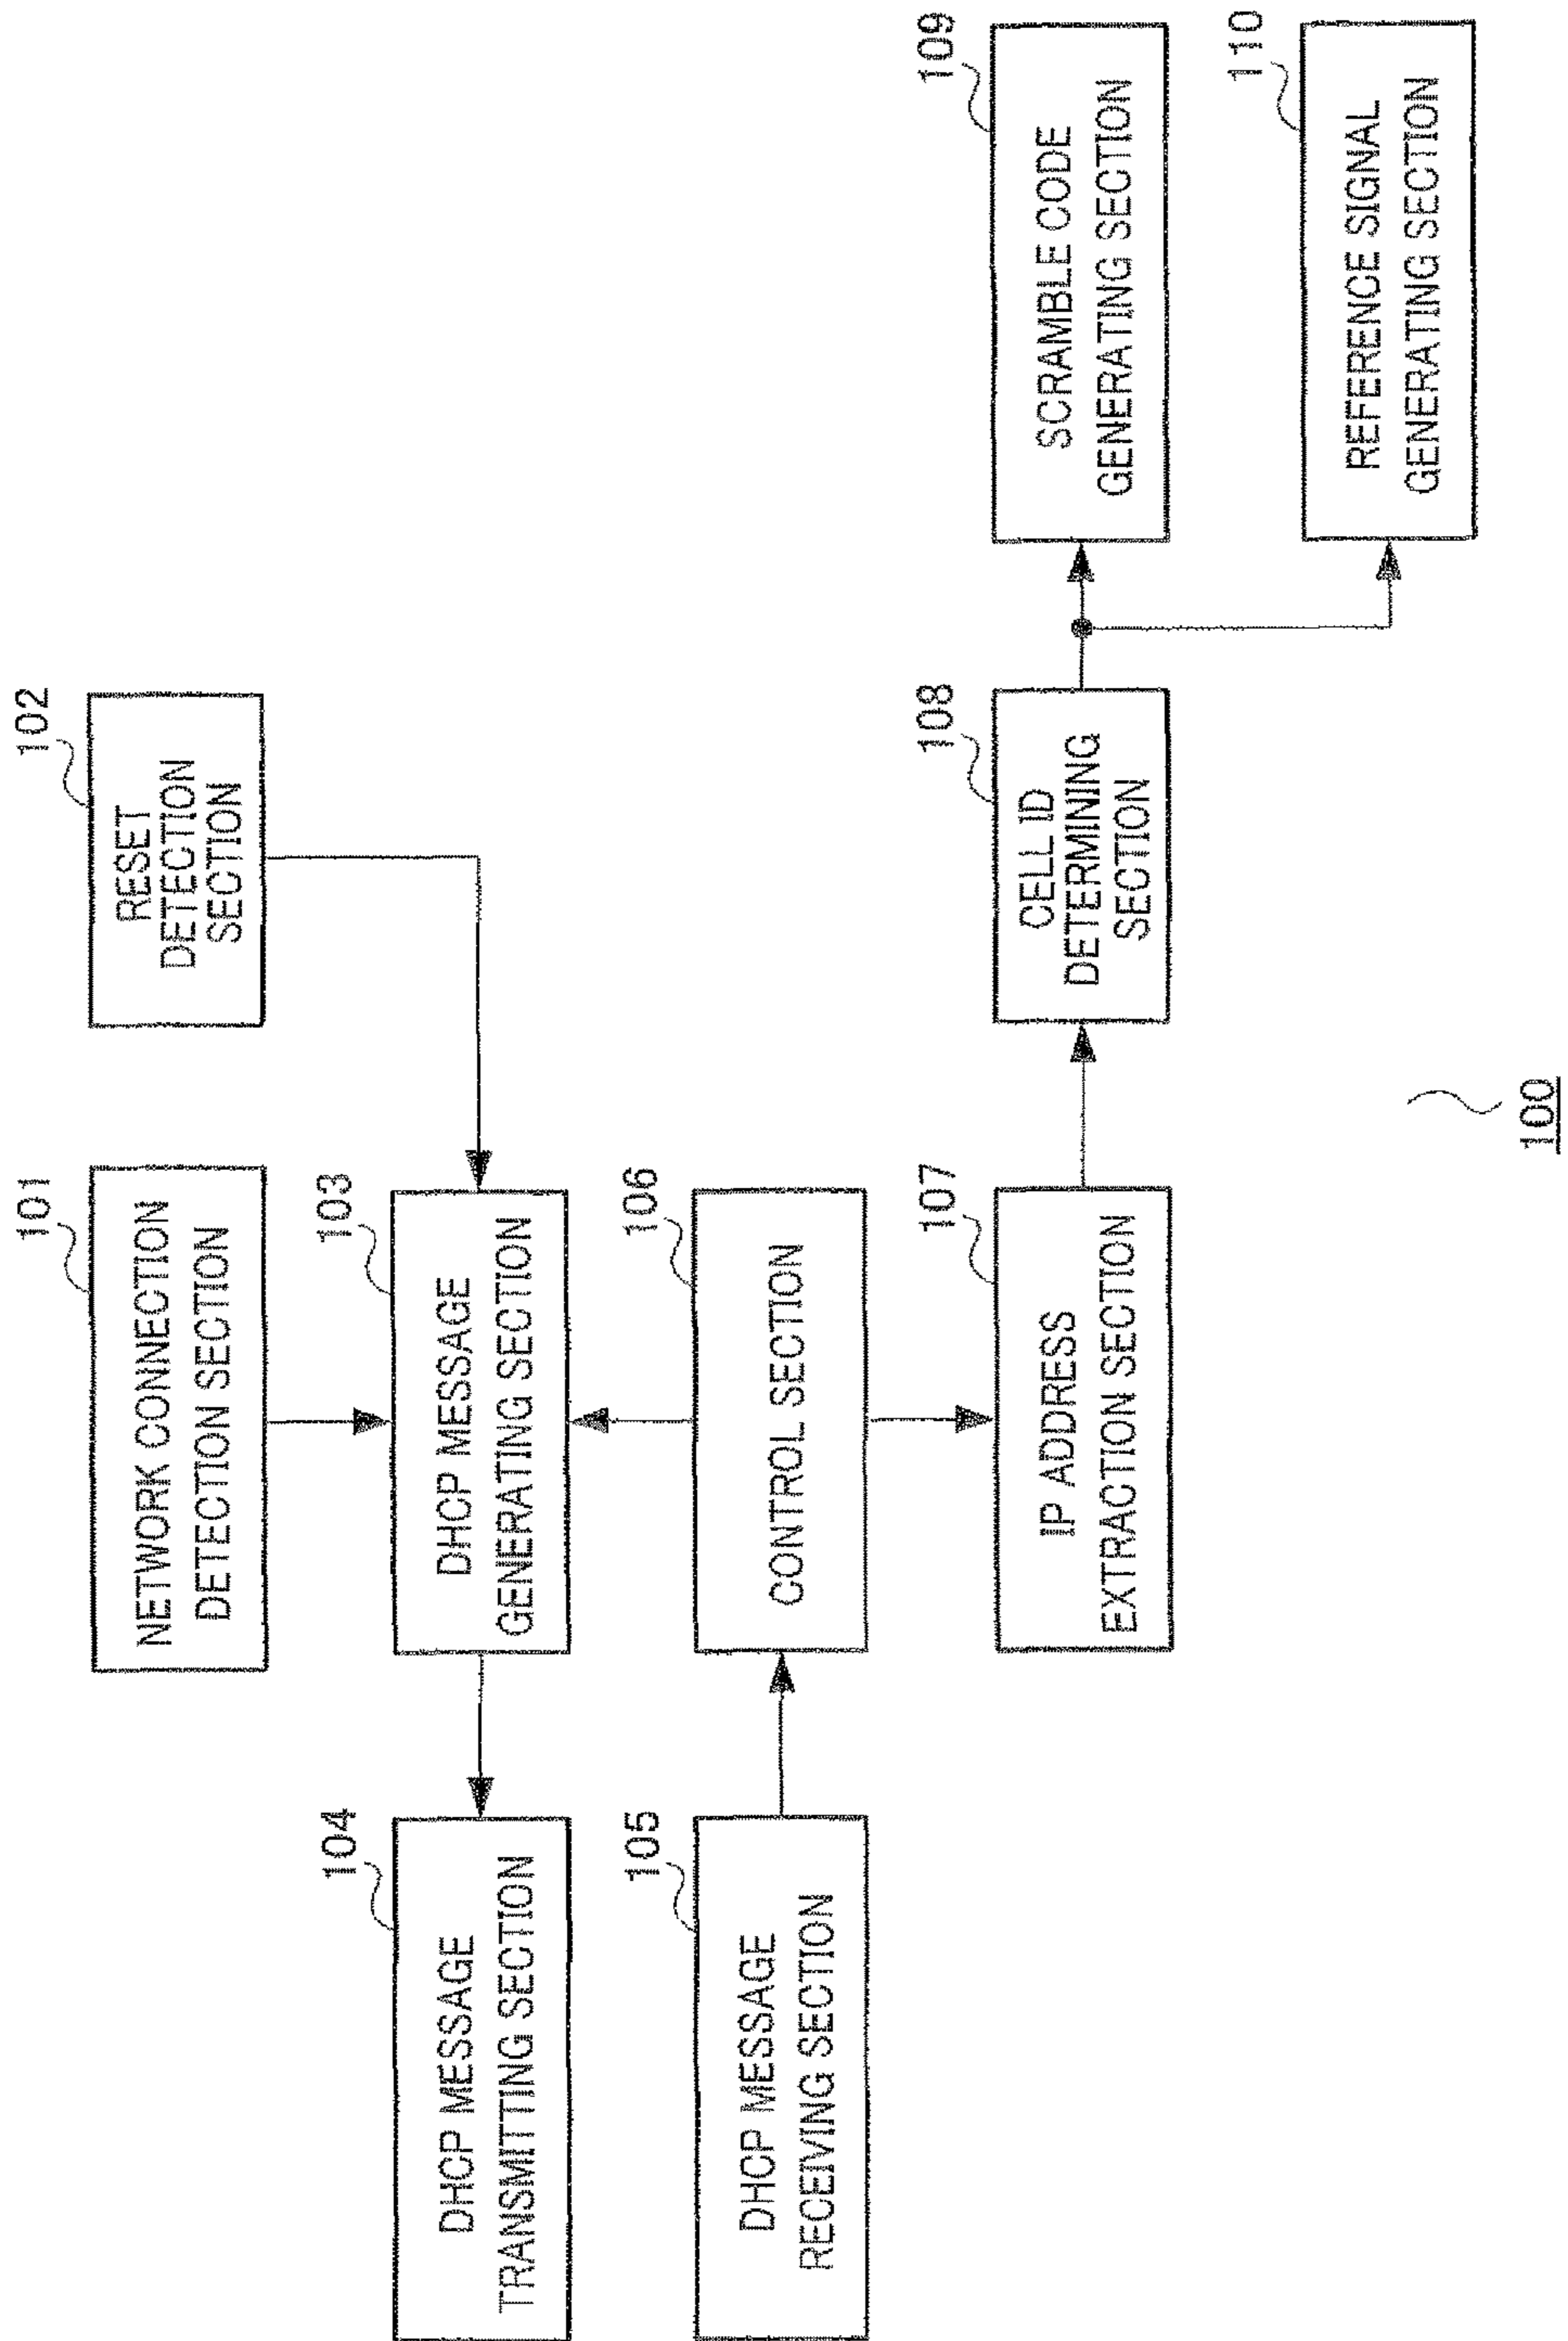 101
NETWORK CONNECTION
DETECTION SECTION
102
RESET
DETECTION
SECTION
104
DHCP MESSAGE
TRANSMITTING SECTION
103
DHCP MESSAGE
GENERATING SECTION
105
DHCP MESSAGE
RECEIVING SECTION
106
CONTROL SECTION
107
IP ADDRESS
EXTRACTION SECTION
108
CELL ID
DETERMINING
SECTION
109
SCRAMBLE CODE
GENERATING SECTION
110
REFERENCE SIGNAL
GENERATING SECTION
100